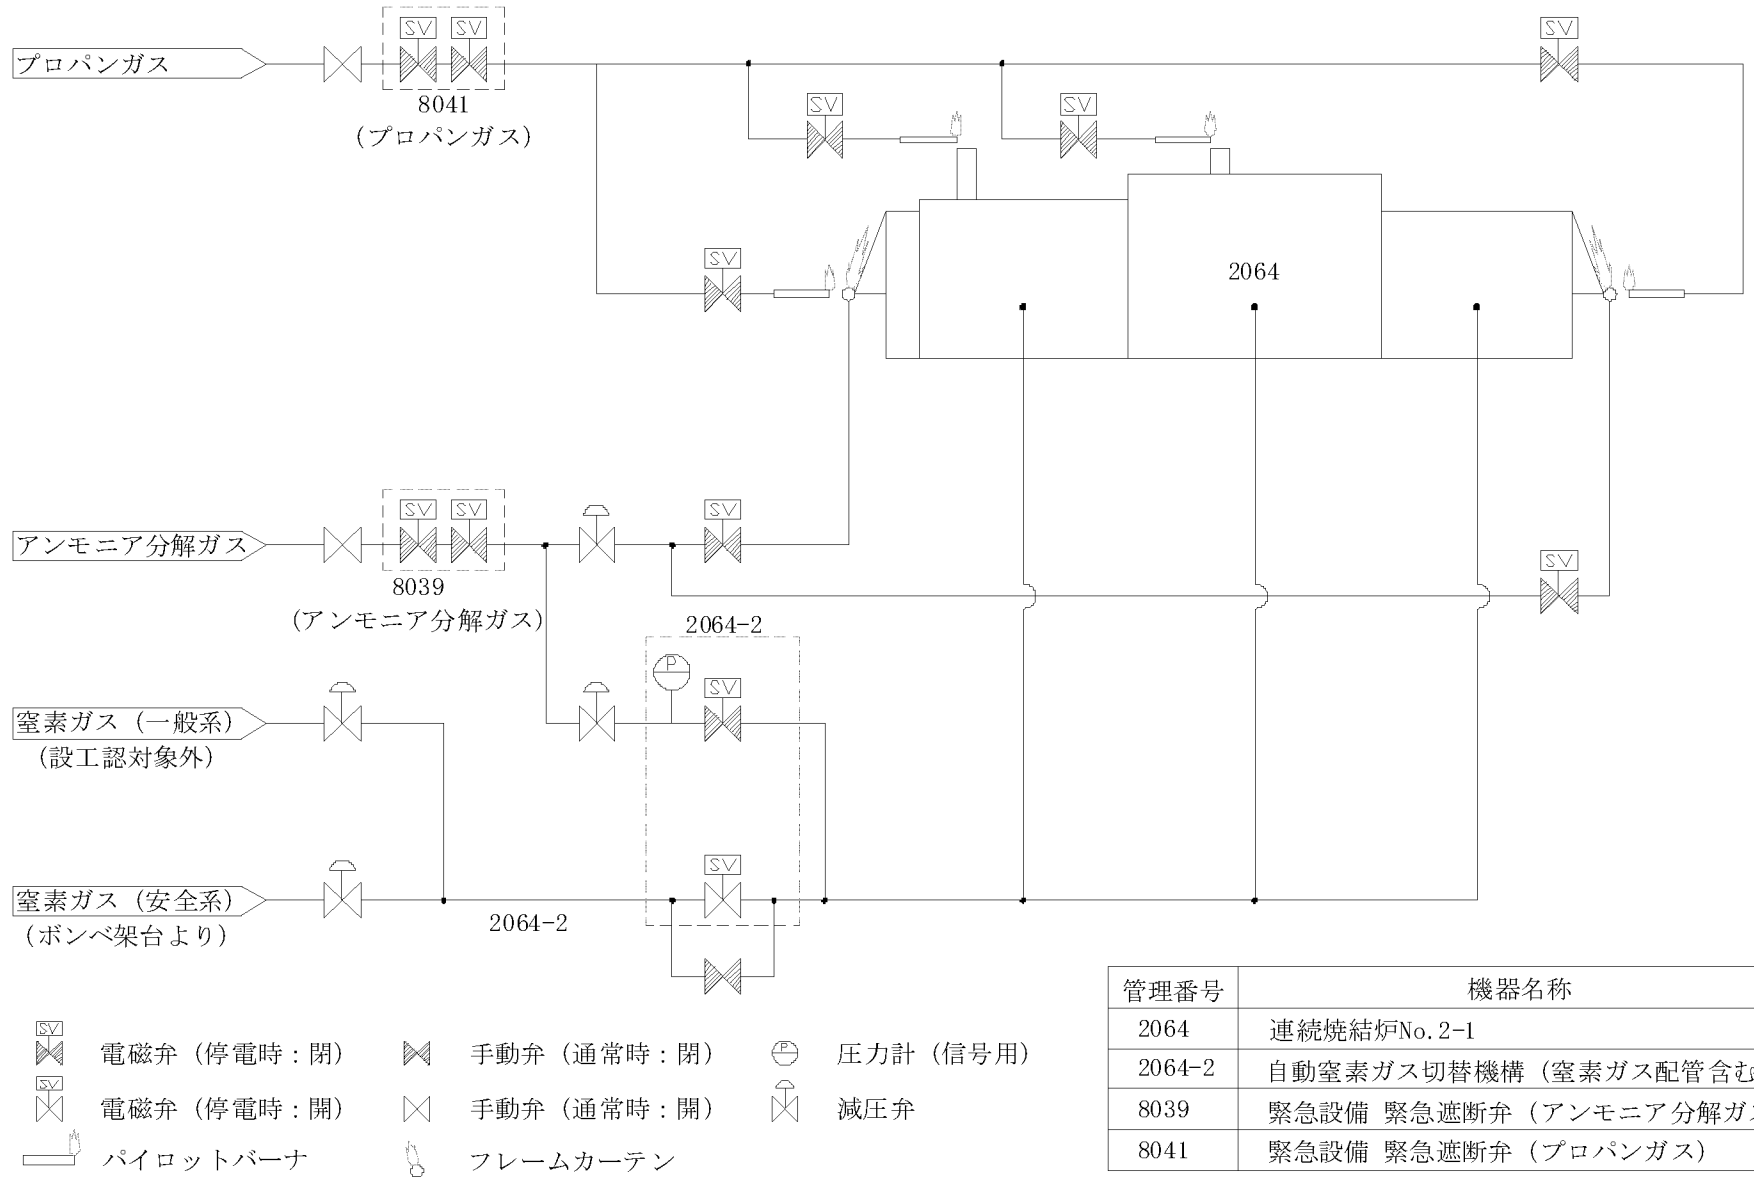 SV
SV
SV
プロパンガス
8041
(プロパンガス)
SV
SV
SV
2064
SV
SV
SV
アンモニア分解ガス
8039
(アンモニア分解ガス)
SV
2064-2
P
SV
窒素ガス (一般系)
(設工認対象外)
SV
窒素ガス (安全系)
(ボンベ架台より)
2064-2
管理番号 機器名称
2064 連続焼結炉No.2-1
2064-2 自動窒素ガス切替機構 (窒素ガス配管含む
8039 緊急設備 緊急遮断弁 (アンモニア分解ガ
8041 緊急設備 緊急遮断弁 (プロパンガス)
SV 電磁弁 (停電時:閉) 手動弁 (通常時:閉) P 圧力計 (信号用)
SV 電磁弁 (停電時:開) 手動弁 (通常時:開) 減圧弁
パイロットバーナ フレームカーテン